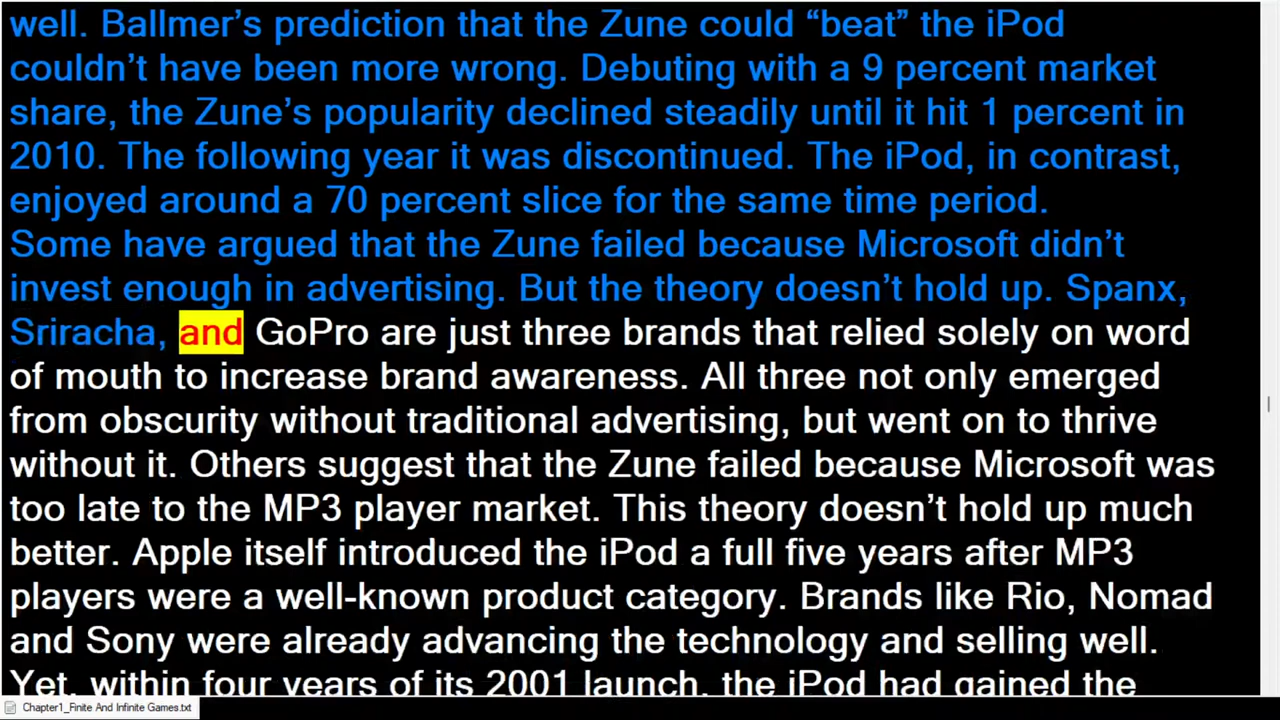 well. Ballmer’s prediction that the Zune could “beat” the iPod
couldn’t have been more wrong. Debuting with a 9 percent market
share, the Zune’s popularity declined steadily until it hit 1 percent in
2010. The following year it was discontinued. The iPod, in contrast,
enjoyed around a 70 percent slice for the same time period.
Some have argued that the Zune failed because Microsoft didn’t
invest enough in advertising. But the theory doesn’t hold up. Spanx,
Sriracha, and GoPro are just three brands that relied solely on word
of mouth to increase brand awareness. All three not only emerged
from obscurity without traditional advertising, but went on to thrive
without it. Others suggest that the Zune failed because Microsoft was
too late to the MP3 player market. This theory doesn’t hold up much
better. Apple itself introduced the iPod a full five years after MP3
players were a well-known product category. Brands like Rio, Nomad
and Sony were already advancing the technology and selling well.
Yet, within four years of its 2001 launch, the iPod had gained the
Chapter1_Finite And Infinite Games.txt